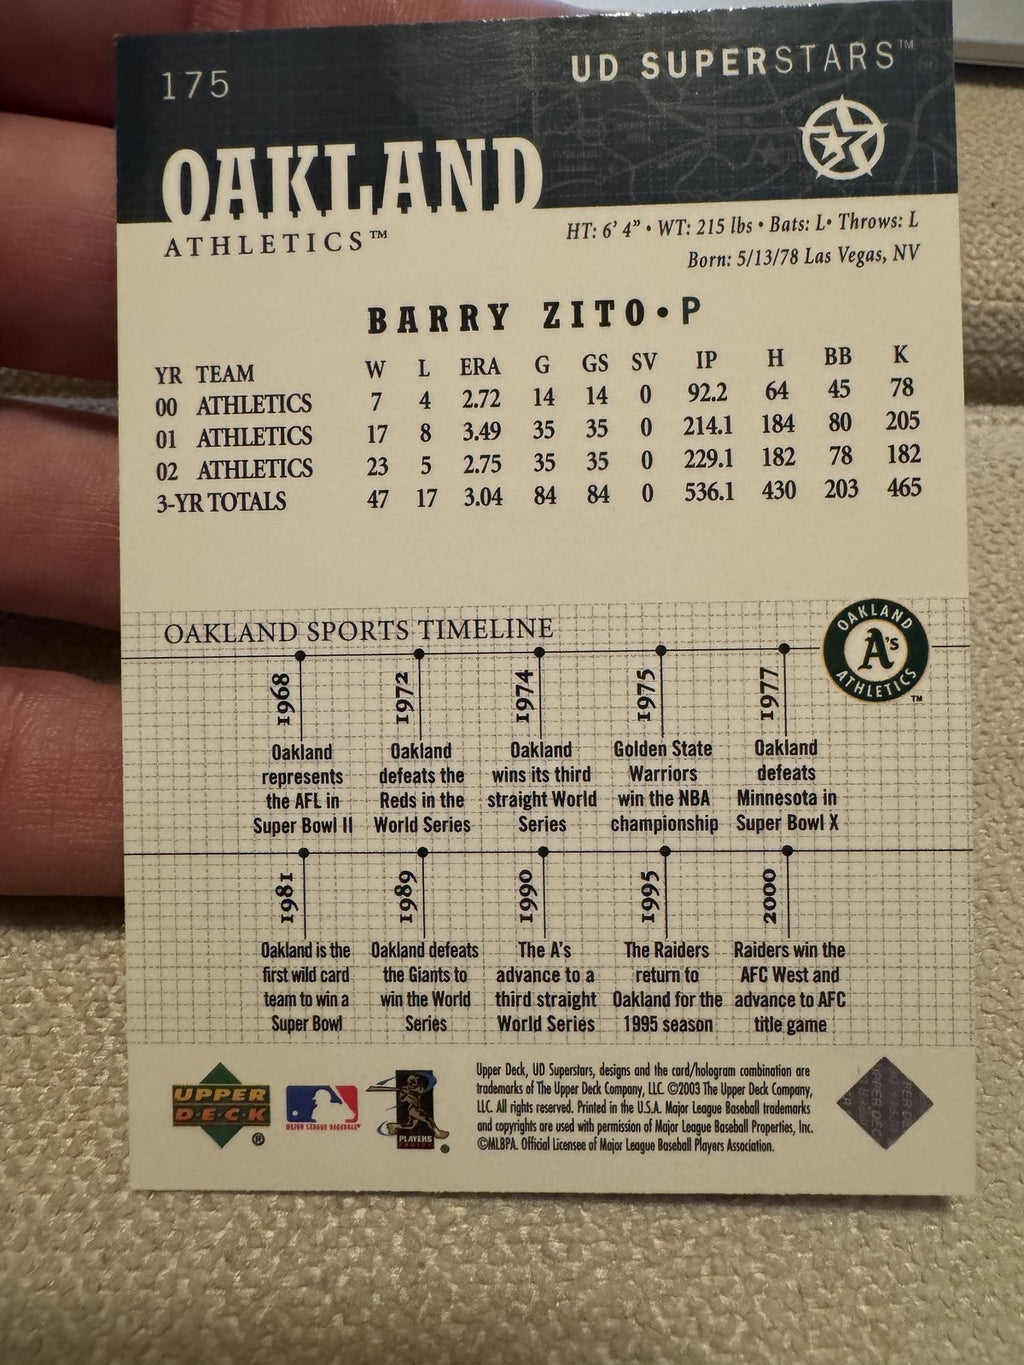 175
UD SUPERSTARS™
OAKLAND
ATHLETICS™
HT: 6' 4" • WT: 215 lbs • Bats: L• Throws: L
Born: 5/13/78 Las Vegas, NV
BARRY ZITO • P
YR TEAM W L ERA G GS SV IP H BB K
00 ATHLETICS 7 4 2.72 14 14 0 92.2 64 45 78
01 ATHLETICS 17 8 3.49 35 35 0 214.1 184 80 205
02 ATHLETICS 23 5 2.75 35 35 0 229.1 182 78 182
3-YR TOTALS 47 17 3.04 84 84 0 536.1 430 203 465
OAKLAND SPORTS TIMELINE
OAKLAND
A's
ATHLETICS
™
1968
Oakland
represents
the AFL in
Super Bowl II
1972
Oakland
defeats the
Reds in the
World Series
1974
Oakland
wins its third
straight World
Series
1975
Golden State
Warriors
win the NBA
championship
1977
Oakland
defeats
Minnesota in
Super Bowl X
1981
Oakland is the
first wild card
team to win a
Super Bowl
1989
Oakland defeats
the Giants to
win the World
Series
1990
The A's
advance to a
third straight
World Series
1995
The Raiders
return to
Oakland for the
1995 season
2000
Raiders win the
AFC West and
advance to AFC
title game
UPPER
D•E•C•K
®
MAJOR LEAGUE BASEBALL®
PLAYERS
CHOICE
®
Upper Deck, UD Superstars, designs and the card/hologram combination are
trademarks of The Upper Deck Company, LLC. ©2003 The Upper Deck Company,
LLC. All rights reserved. Printed in the U.S.A. Major League Baseball trademarks
and copyrights are used with permission of Major League Baseball Properties, Inc.
©MLBPA. Official Licensee of Major League Baseball Players Association.